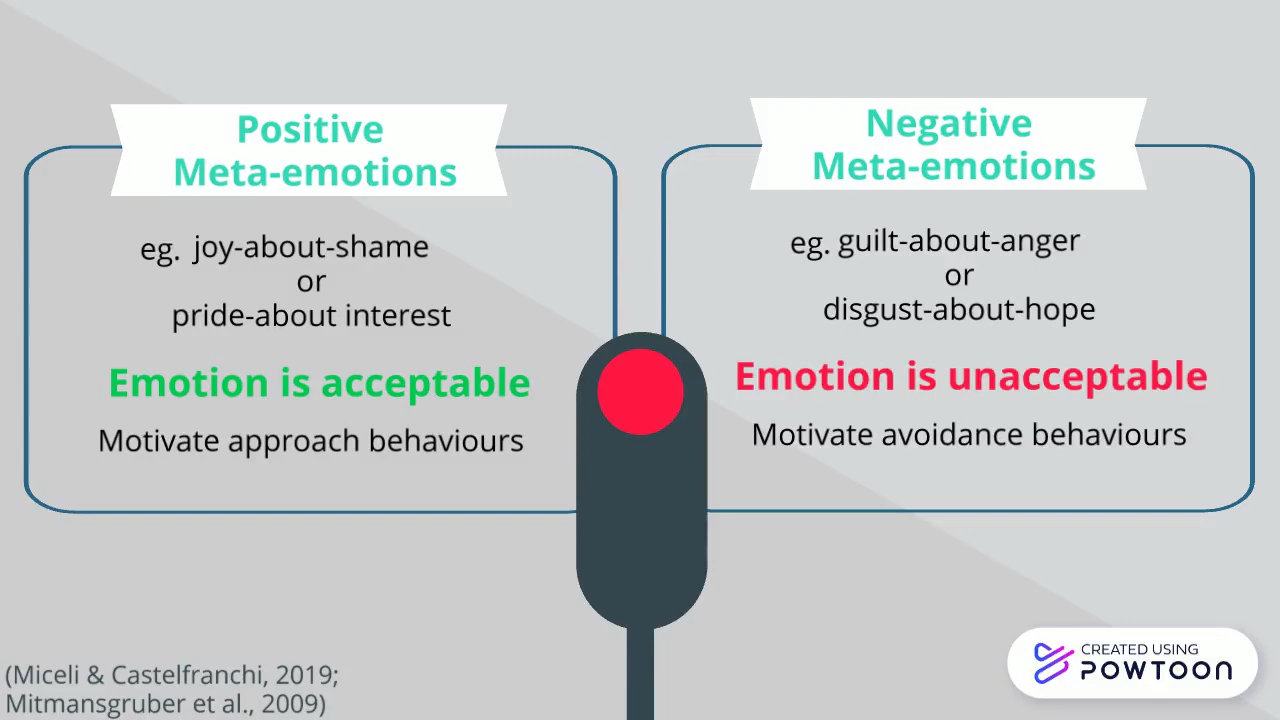 Positive
Meta-emotions
eg. joy-about-shame
or
pride-about interest
Emotion is acceptable
Motivate approach behaviours
Negative
Meta-emotions
eg. guilt-about-anger
or
disgust-about-hope
Emotion is unacceptable
Motivate avoidance behaviours
(Miceli & Castelfranchi, 2019;
Mitmansgruber et al., 2009)
CREATED USING
POWTOON